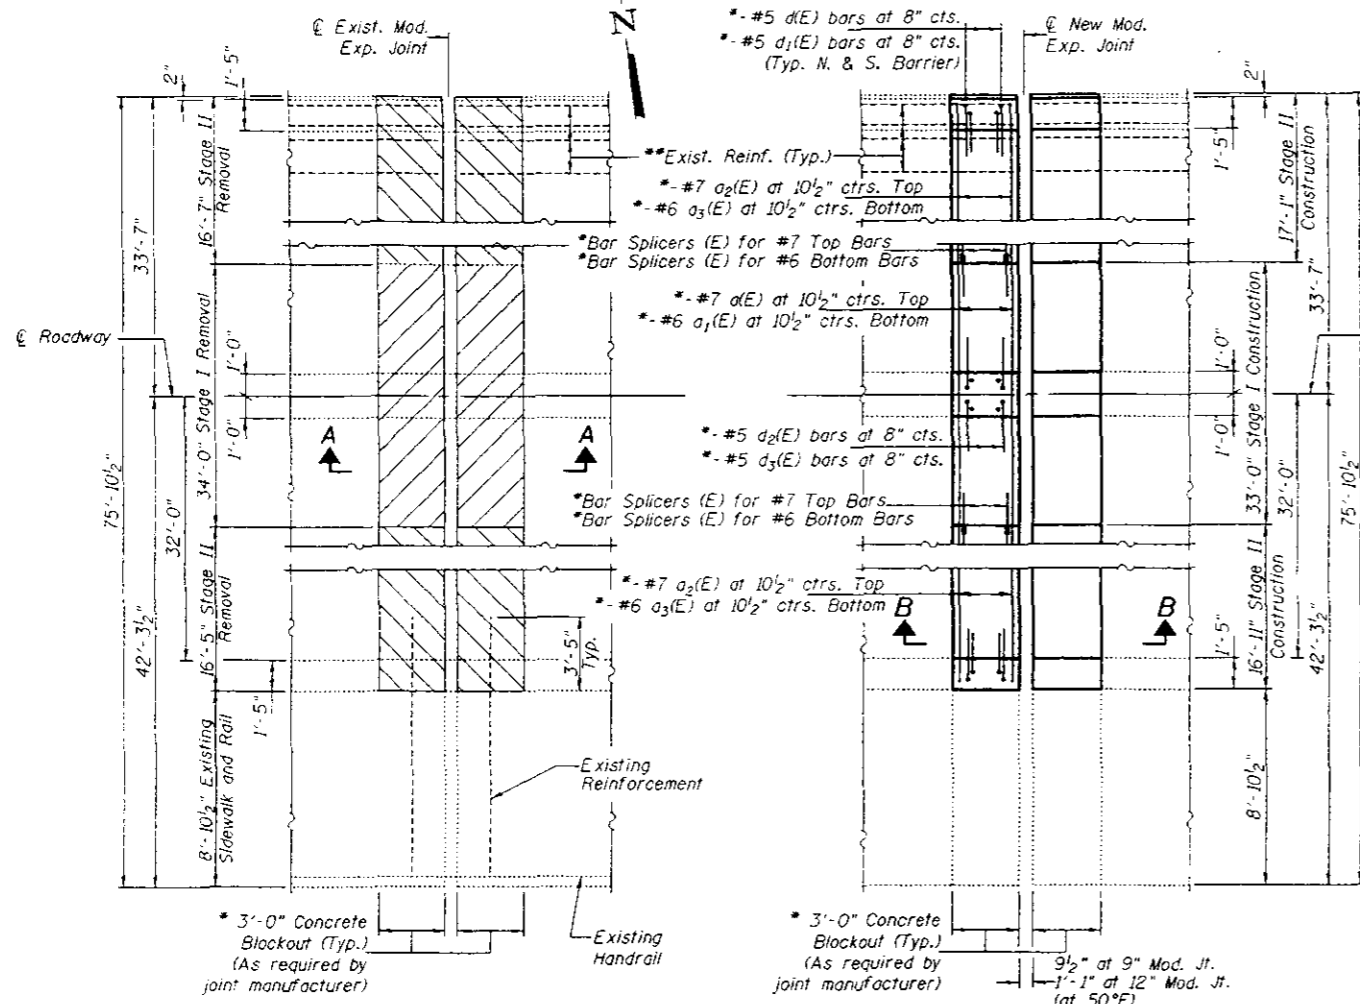 ℄ Exist. Mod.
Exp. Joint
N
*- #5 d(E) bars at 8" cts.
*- #5 d₁(E) bars at 8" cts.
(Typ. N. & S. Barrier)
℄ New Mod.
Exp. Joint
2"
1'-5"
16'-7" Stage II
Removal
33'-7"
**Exist. Reinf. (Typ.)
*- #7 a₂(E) at 10½" ctrs. Top
*- #6 a₃(E) at 10½" ctrs. Bottom
*Bar Splicers (E) for #7 Top Bars
*Bar Splicers (E) for #6 Bottom Bars
*- #7 a(E) at 10½" ctrs. Top
*- #6 a₁(E) at 10½" ctrs. Bottom
2"
1'-5"
17'-1" Stage II
Construction
33'-7"
℄ Roadway
34'-0" Stage I Removal
1'-0"
1'-0"
A
A
75'-10½"
32'-0"
42'-3½"
*- #5 d₂(E) bars at 8" cts.
*- #5 d₃(E) bars at 8" cts.
*Bar Splicers (E) for #7 Top Bars
*Bar Splicers (E) for #6 Bottom Bars
33'-0" Stage I Construction
1'-0"
1'-0"
32'-0"
75'-10½"
42'-3½"
16'-5" Stage II
Removal
1'-5"
3'-5"
Typ.
*- #7 a₂(E) at 10½" ctrs. Top
*- #6 a₃(E) at 10½" ctrs. Bottom
B
B
1'-5"
16'-11" Stage II
Construction
8'-10½" Existing
Sidewalk and Rail
Existing
Reinforcement
8'-10½"
* 3'-0" Concrete
Blockout (Typ.)
(As required by
joint manufacturer)
Existing
Handrail
* 3'-0" Concrete
Blockout (Typ.)
(As required by
joint manufacturer)
9½" at 9" Mod. Jt.
1'-1" at 12" Mod. Jt.
(at 50°F)